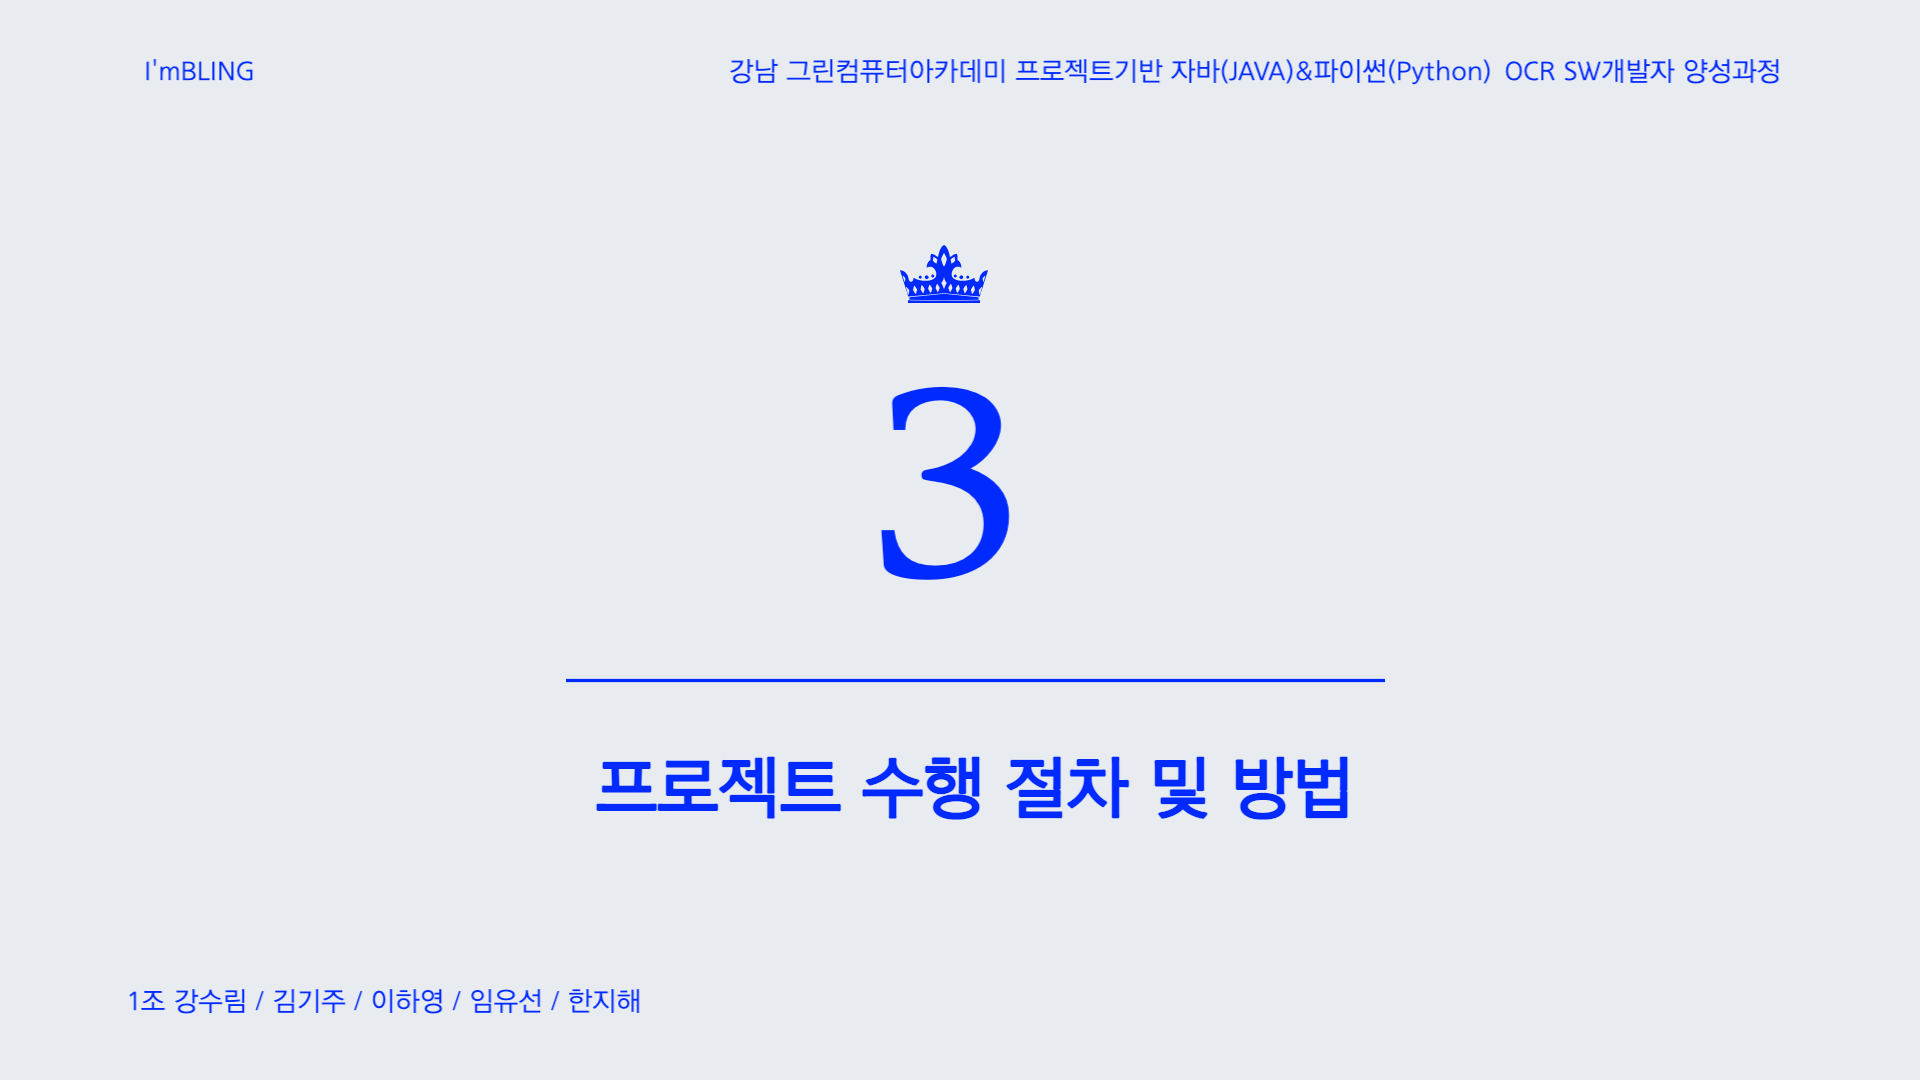 I'mBLING
강남 그린컴퓨터아카데미 프로젝트기반 자바(JAVA)&파이썬(Python) OCR SW개발자 양성과정
3
프로젝트 수행 절차 및 방법
1조 강수림 / 김기주 / 이하영 / 임유선 / 한지해